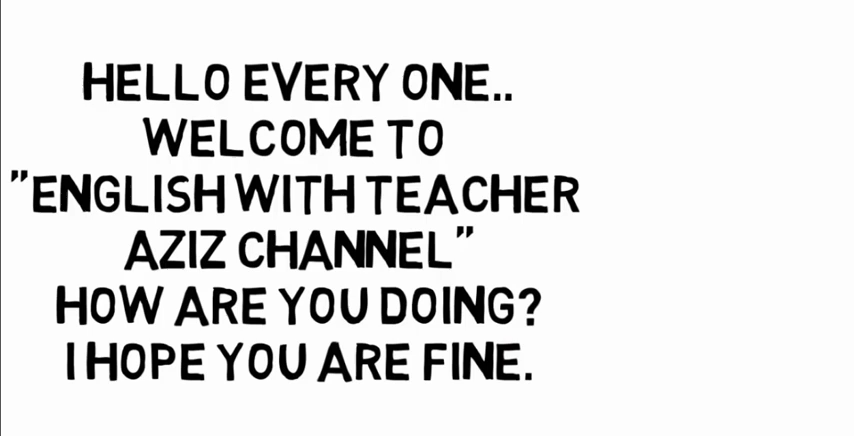 HELLO EVERY ONE..
WELCOME TO
"ENGLISH WITH TEACHER
AZIZ CHANNEL"
HOW ARE YOU DOING?
I HOPE YOU ARE FINE.